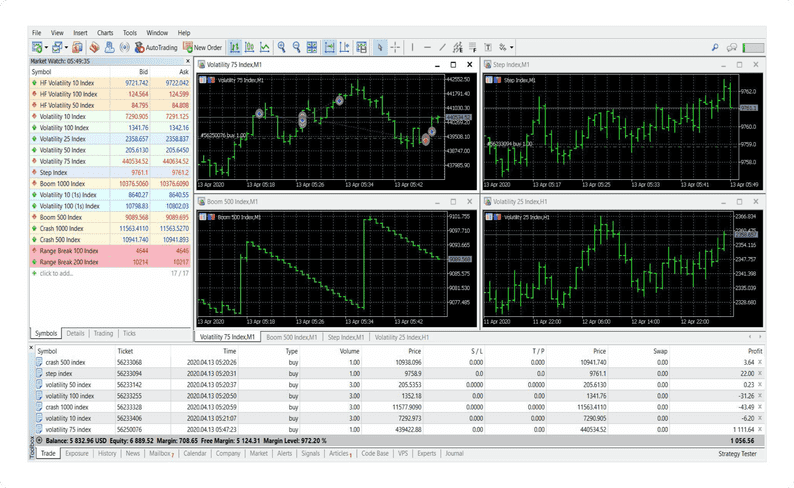 File View Insert Charts Tools Window Help
AutoTrading New Order
Market Watch: 05:49:35
Symbol Bid Ask
HF Volatility 10 Index 9721.742 9722.042
HF Volatility 100 Index 124.564 124.599
HF Volatility 50 Index 84.795 84.808
Volatility 10 Index 7290.905 7291.125
Volatility 100 Index 1341.76 1342.16
Volatility 25 Index 2358.657 2358.837
Volatility 50 Index 205.6130 205.6450
Volatility 75 Index 440534.52 440634.52
Step Index 9761.1 9761.2
Boom 1000 Index 10376.5060 10376.6090
Volatility 10 (1s) Index 8640.27 8640.55
Volatility 100 (1s) Index 10798.83 10802.03
Boom 500 Index 9089.568 9089.695
Crash 1000 Index 11563.4110 11563.5270
Crash 500 Index 10941.740 10941.893
Range Break 100 Index 4644 4646
Range Break 200 Index 10214 10217
click to add... 17 / 17
Symbols Details Trading Ticks
Volatility 75 Index,M1
Volatility 75 Index,M1
442552.50
441791.40
441030.30
440534.52
439508.10
438747.00
437985.90
#56250076 buy 1.00
13 Apr 2020 13 Apr 05:18 13 Apr 05:26 13 Apr 05:34 13 Apr 05:42
Step Index,M1
Step Index,M1
9762.0
9761.1
9760.0
9759.0
9758.0
#56233094 buy 1.00
13 Apr 2020 13 Apr 05:17 13 Apr 05:25 13 Apr 05:33 13 Apr 05:41 13 Apr 05:49
Boom 500 Index,M1
Boom 500 Index,M1
9101.755
9097.710
9093.665
9089.568
9085.575
9081.530
9077.485
13 Apr 2020 13 Apr 05:18 13 Apr 05:26 13 Apr 05:34 13 Apr 05:42
Volatility 25 Index,H1
Volatility 25 Index,H1
2366.834
2360.475
2354.116
2347.757
2341.398
2335.039
2328.680
11 Apr 2020 12 Apr 06:00 12 Apr 14:00 12 Apr 22:00
Volatility 75 Index,M1 Boom 500 Index,M1 Step Index,M1 Volatility 25 Index,H1
Symbol Ticket Time Type Volume Price S / L T / P Price Swap Profit
crash 500 index 56233068 2020.04.13 05:20:26 buy 1.00 10938.096 0.000 0.000 10941.740 0.00 3.64
step index 56233094 2020.04.13 05:20:31 buy 1.00 9758.9 0.0 0.0 9761.1 0.00 22.00
volatility 50 index 56233142 2020.04.13 05:20:37 buy 3.00 205.5353 0.0000 0.0000 205.6130 0.00 0.23
volatility 100 index 56233255 2020.04.13 05:20:50 buy 3.00 1352.18 0.00 0.00 1341.76 0.00 -31.26
crash 1000 index 56233328 2020.04.13 05:20:59 buy 3.00 11577.9090 0.0000 0.0000 11563.4110 0.00 -43.49
volatility 10 index 56233406 2020.04.13 05:21:07 buy 3.00 7292.973 0.000 0.000 7290.905 0.00 -6.20
volatility 75 index 56250076 2020.04.13 05:47:23 buy 1.00 439422.88 0.00 0.00 440534.52 0.00 1 111.64
Balance: 5 832.96 USD Equity: 6 889.52 Margin: 708.65 Free Margin: 5 124.31 Margin Level: 972.20 % 1 056.56
Toolbox
Trade Exposure History News Mailbox 7 Calendar Company Market Alerts Signals Articles 1 Code Base VPS Experts Journal Strategy Tester